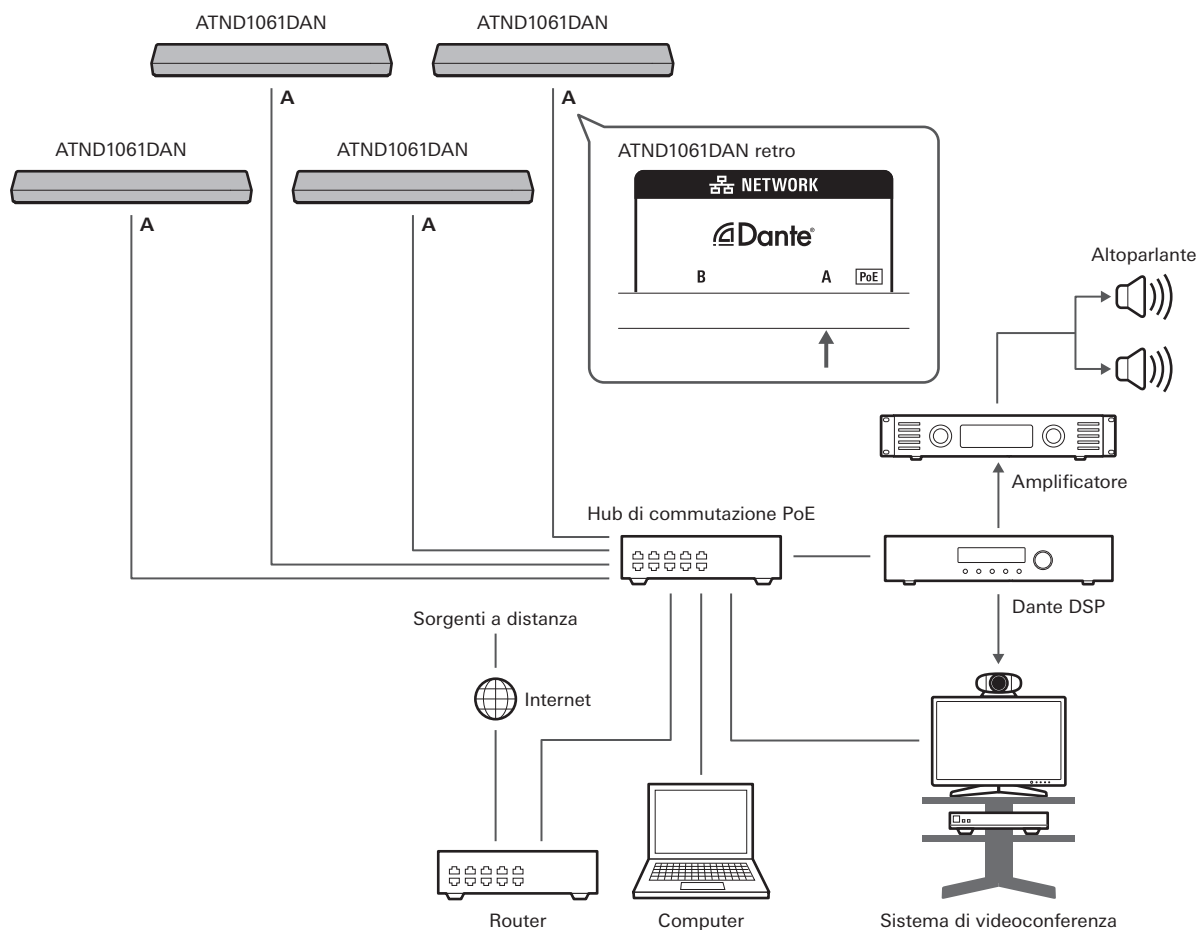 ATND1061DAN
ATND1061DAN
A
A
ATND1061DAN
ATND1061DAN
A
A
ATND1061DAN retro
NETWORK
Dante®
B
A
PoE
Altoparlante
Amplificatore
Hub di commutazione PoE
Dante DSP
Sorgenti a distanza
Internet
Router
Computer
Sistema di videoconferenza